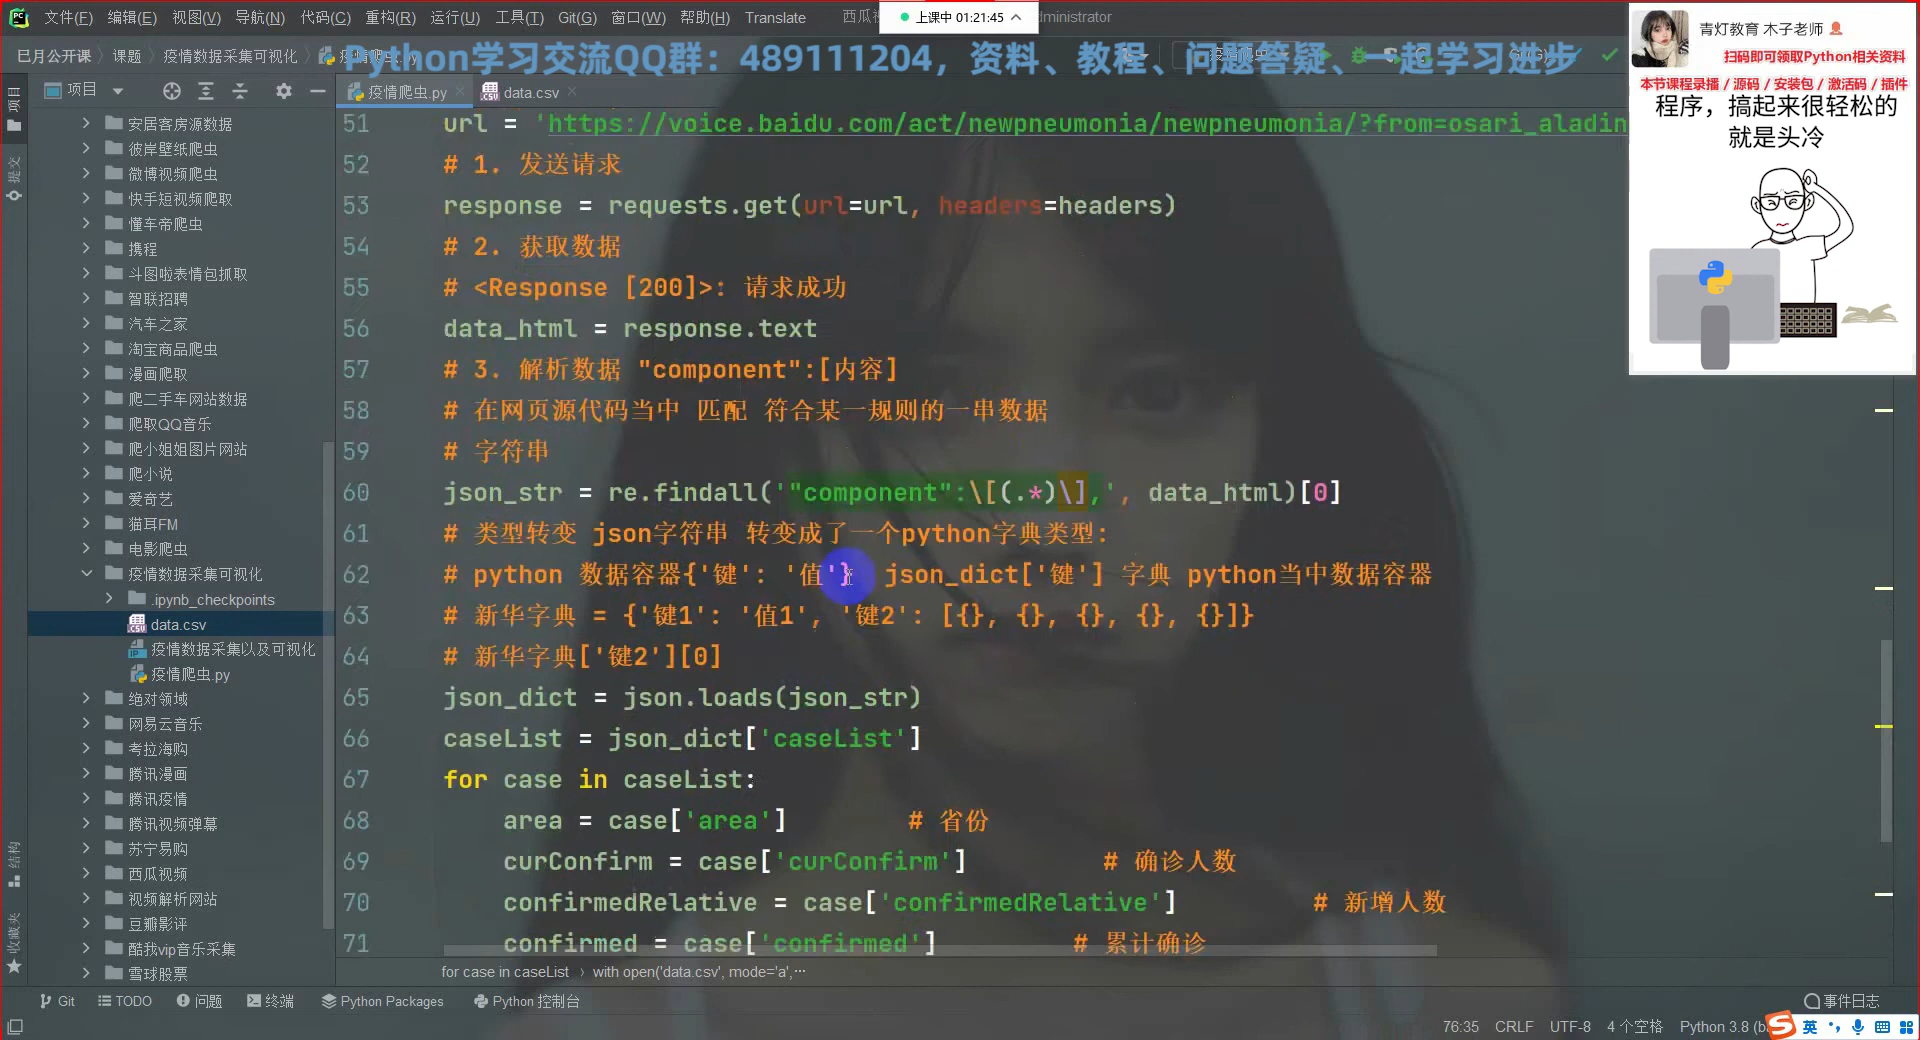 文件(F) 编辑(E) 视图(V) 导航(N) 代码(C) 重构(R) 运行(U) 工具(T) Git(G) 窗口(W) 帮助(H) Translate
上课中 01:21:45
dministrator
巳月公开课 课题 疫情数据采集可视化
Python学习交流QQ群：489111204，资料、教程、问题答疑、一起学习进步
青灯教育 木子老师
扫码即可领取Python相关资料
本节课程录播 / 源码 / 安装包 / 激活码 / 插件
程序，搞起来很轻松的
就是头冷
项目
疫情爬虫.py
data.csv
项目
提交
结构
收藏夹
安居客房源数据
彼岸壁纸爬虫
微博视频爬虫
快手短视频爬取
懂车帝爬虫
携程
斗图啦表情包抓取
智联招聘
汽车之家
淘宝商品爬虫
漫画爬取
爬二手车网站数据
爬取QQ音乐
爬小姐姐图片网站
爬小说
爱奇艺
猫耳FM
电影爬虫
疫情数据采集可视化
.ipynb_checkpoints
data.csv
疫情数据采集以及可视化
疫情爬虫.py
绝对领域
网易云音乐
考拉海购
腾讯漫画
腾讯疫情
腾讯视频弹幕
苏宁易购
西瓜视频
视频解析网站
豆瓣影评
酷我vip音乐采集
雪球股票
51 url = 'https://voice.baidu.com/act/newpneumonia/newpneumonia/?from=osari_aladin
52 # 1. 发送请求
53 response = requests.get(url=url, headers=headers)
54 # 2. 获取数据
55 # <Response [200]>: 请求成功
56 data_html = response.text
57 # 3. 解析数据 "component":[内容]
58 # 在网页源代码当中 匹配 符合某一规则的一串数据
59 # 字符串
60 json_str = re.findall('"component":\[(.*)\],', data_html)[0]
61 # 类型转变 json字符串 转变成了一个python字典类型:
62 # python 数据容器{'键': '值'} json_dict['键'] 字典 python当中数据容器
63 # 新华字典 = {'键1': '值1', '键2': [{}, {}, {}, {}, {}]}
64 # 新华字典['键2'][0]
65 json_dict = json.loads(json_str)
66 caseList = json_dict['caseList']
67 for case in caseList:
68 area = case['area'] # 省份
69 curConfirm = case['curConfirm'] # 确诊人数
70 confirmedRelative = case['confirmedRelative'] # 新增人数
71 confirmed = case['confirmed'] # 累计确诊
for case in caseList › with open('data.csv', mode='a',…
Git TODO 问题 终端 Python Packages Python 控制台 事件日志
76:35 CRLF UTF-8 4 个空格 Python 3.8 (b
英